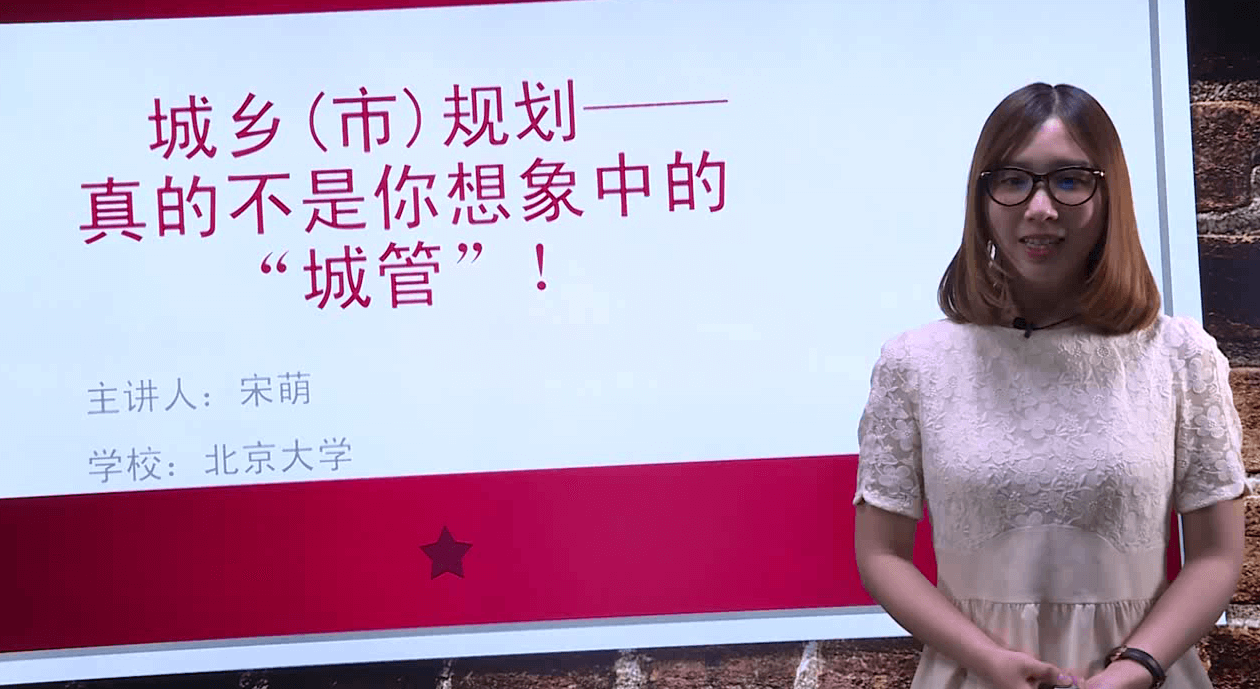 城乡(市)规划——
真的不是你想象中的
“城管”!
主讲人: 宋萌
学校: 北京大学